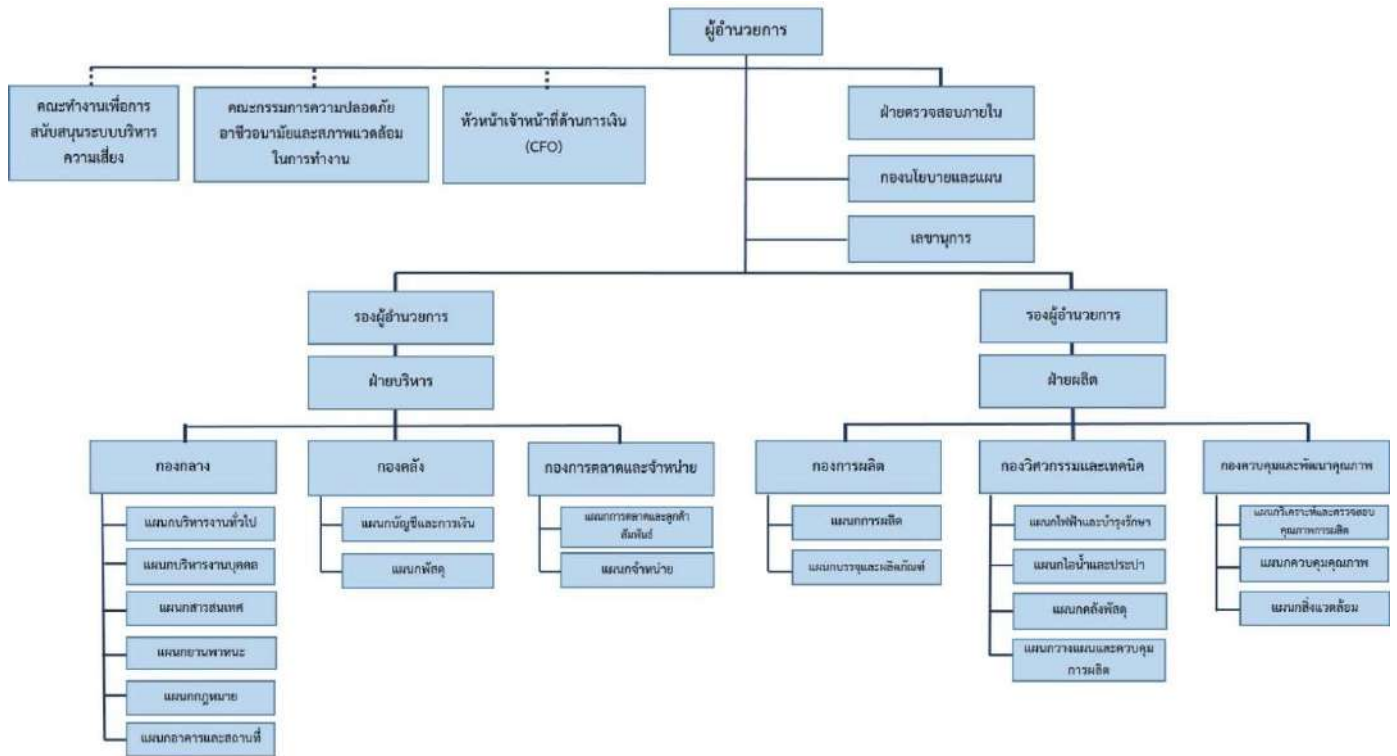 ผู้อำนวยการ
คณะทำงานเพื่อการ
สนับสนุนระบบบริหาร
ความเสี่ยง
คณะกรรมการความปลอดภัย
อาชีวอนามัยและสภาพแวดล้อม
ในการทำงาน
หัวหน้าเจ้าหน้าที่ด้านการเงิน
(CFO)
ฝ่ายตรวจสอบภายใน
กองนโยบายและแผน
เลขานุการ
รองผู้อำนวยการ
รองผู้อำนวยการ
ฝ่ายบริหาร
ฝ่ายผลิต
กองกลาง
กองคลัง
กองการตลาดและจำหน่าย
กองการผลิต
กองวิศวกรรมและเทคนิค
กองควบคุมและพัฒนาคุณภาพ
แผนกบริหารงานทั่วไป
แผนกบริหารงานบุคคล
แผนกสารสนเทศ
แผนกยานพาหนะ
แผนกกฎหมาย
แผนกอาคารและสถานที่
แผนกบัญชีและการเงิน
แผนกพัสดุ
แผนกการตลาดและลูกค้า
สัมพันธ์
แผนกจำหน่าย
แผนกการผลิต
แผนกบรรจุและผลิตภัณฑ์
แผนกไฟฟ้าและบำรุงรักษา
แผนกไอน้ำและประปา
แผนกคลังพัสดุ
แผนกวางแผนและควบคุม
การผลิต
แผนกวิเคราะห์และตรวจสอบ
คุณภาพการผลิต
แผนกควบคุมคุณภาพ
แผนกสิ่งแวดล้อม